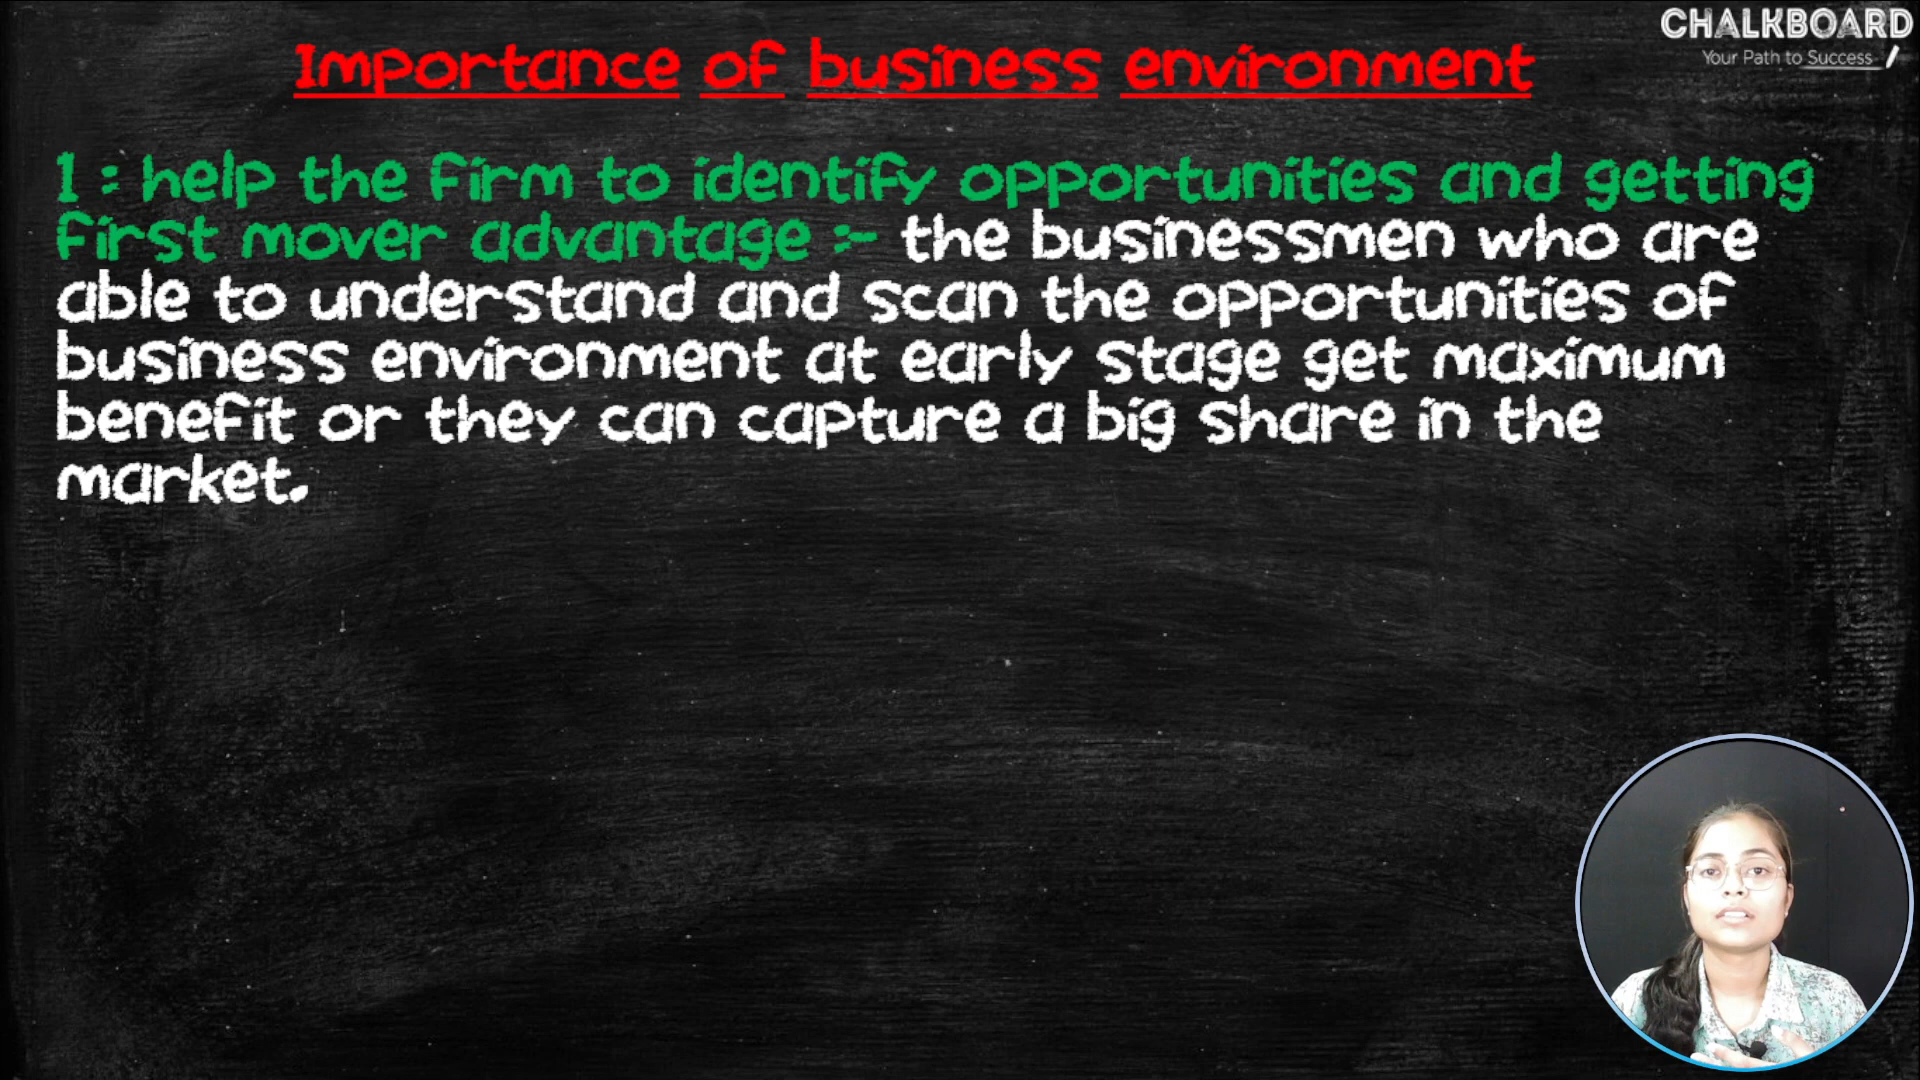 CHALKBOARD
Your Path to Success
Importance of business environment
1 : help the firm to identify opportunities and getting
first mover advantage :- the businessmen who are
able to understand and scan the opportunities of
business environment at early stage get maximum
benefit or they can capture a big share in the
market.